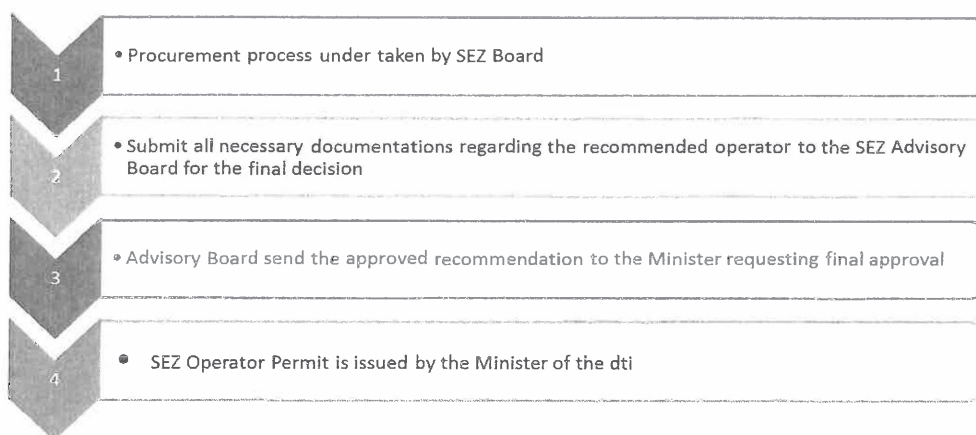 1
• Procurement process under taken by SEZ Board
2
• Submit all necessary documentations regarding the recommended operator to the SEZ Advisory
Board for the final decision
3
• Advisory Board send the approved recommendation to the Minister requesting final approval
4
• SEZ Operator Permit is issued by the Minister of the dti